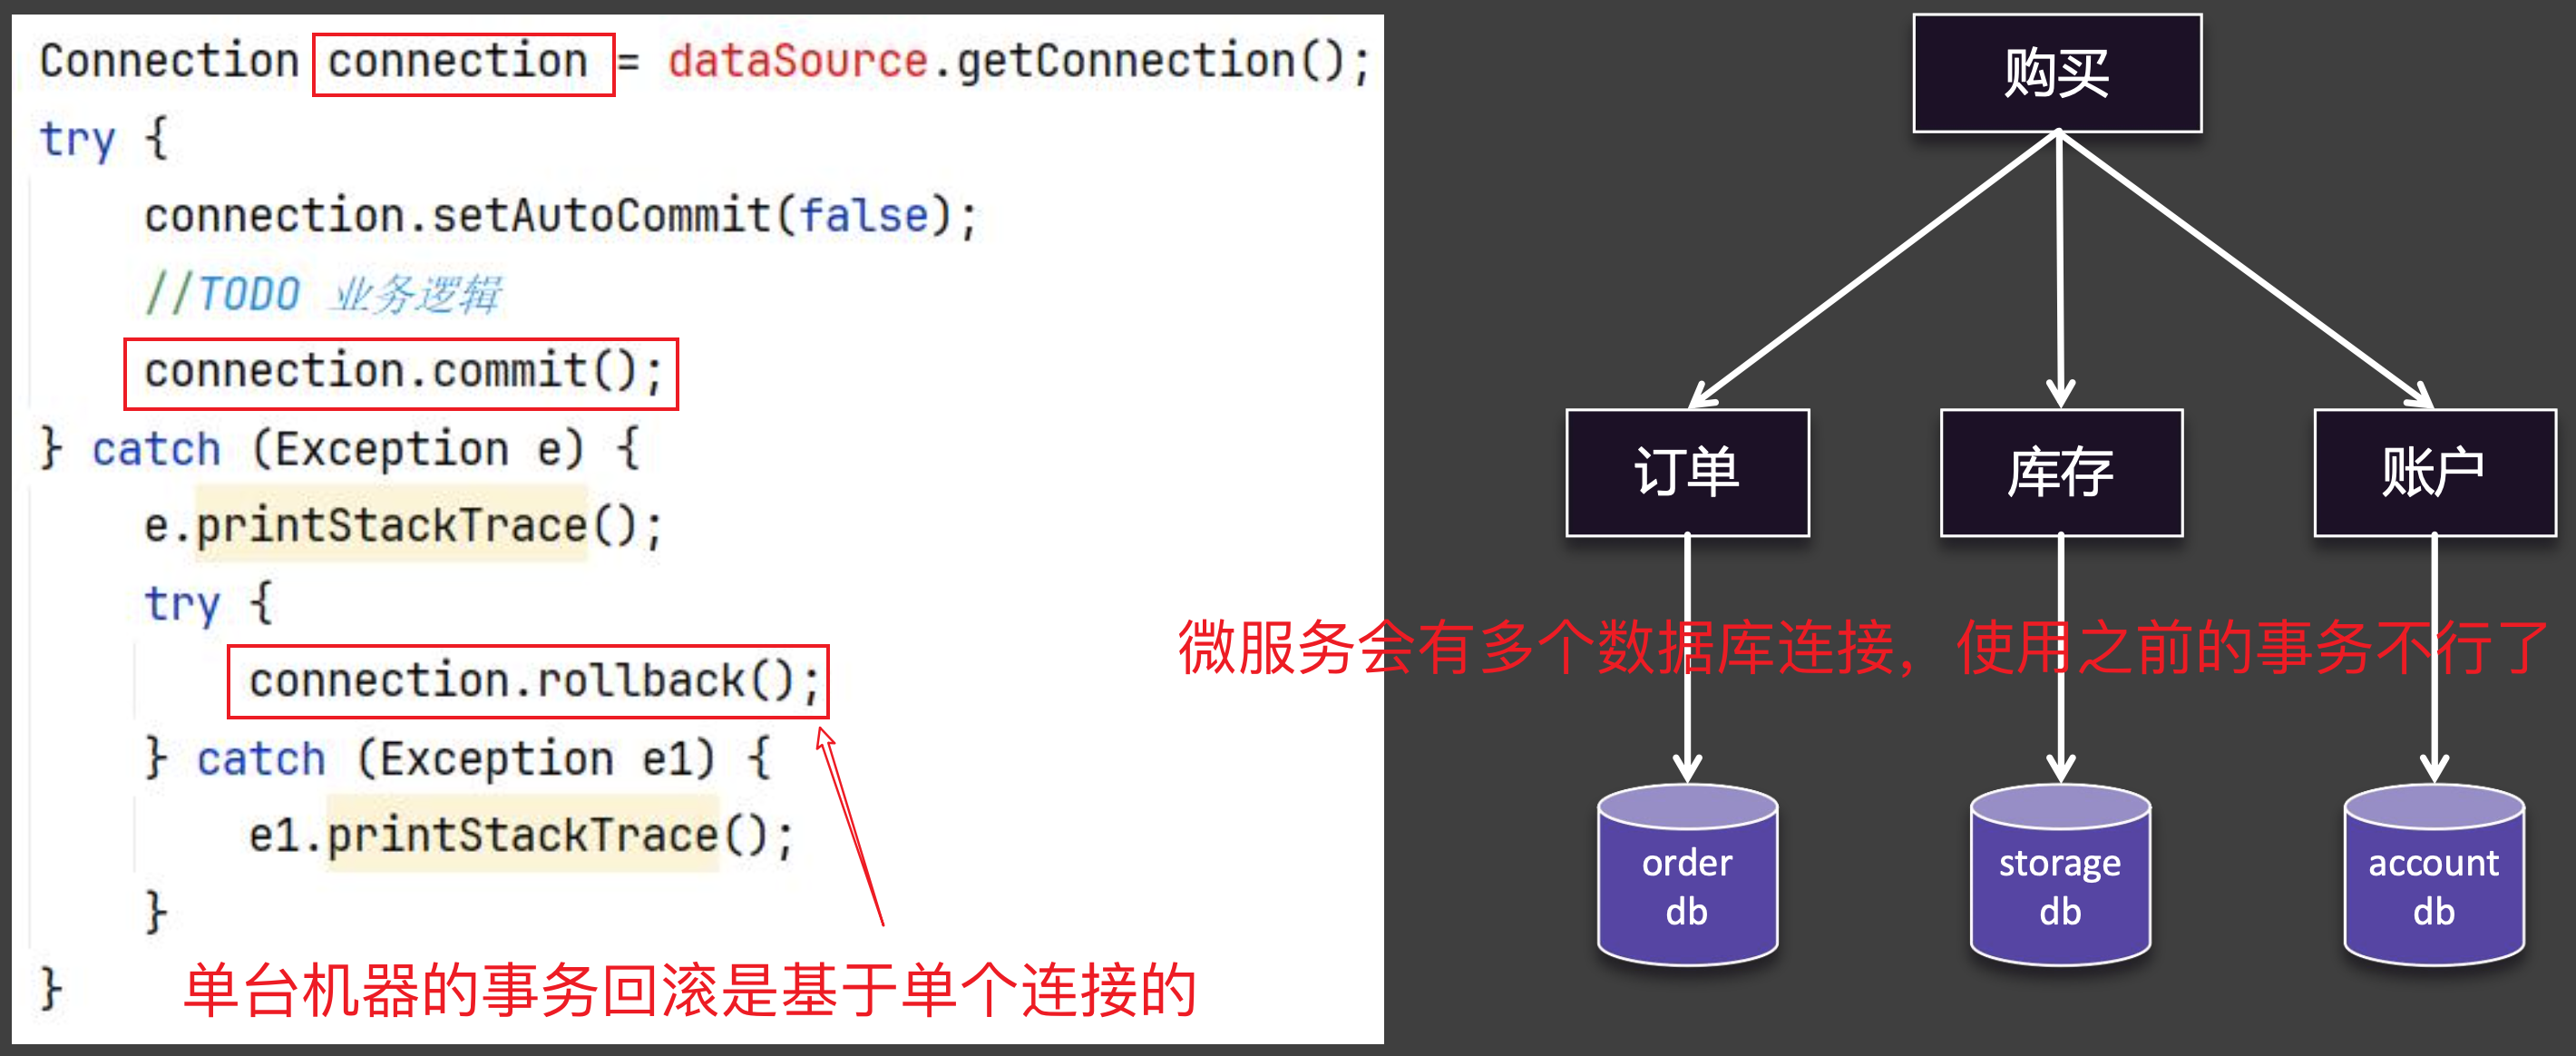 Connection connection = dataSource.getConnection();
try {
connection.setAutoCommit(false);
//TODO 业务逻辑
connection.commit();
} catch (Exception e) {
e.printStackTrace();
try {
connection.rollback();
} catch (Exception e1) {
e1.printStackTrace();
}
}
单台机器的事务回滚是基于单个连接的
购买
订单
库存
账户
微服务会有多个数据库连接，使用之前的事务不行了
order
db
storage
db
account
db